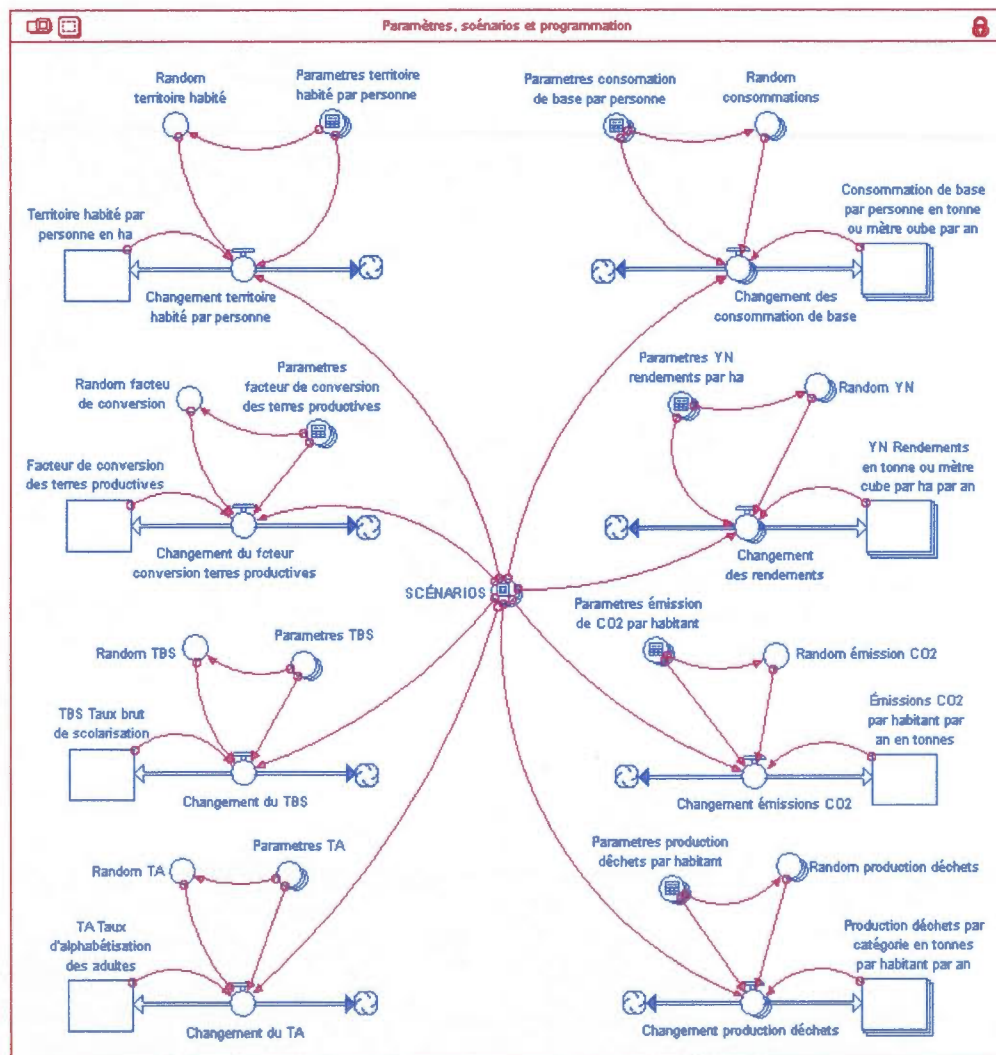 Paramètres, scénarios et programmation
Random
territoire habité
Parametres territoire
habité par personne
Territoire habité par
personne en ha
Changement territoire
habité par personne
Parametres consomation
de base par personne
Random
consommations
Consommation de base
par personne en tonne
ou mètre cube par an
Changement des
consommation de base
Random facteu
de conversion
Parametres
facteur de conversion
des terres productives
Facteur de conversion
des terres productives
Changement du fcteur
conversion terres productives
Parametres YN
rendements par ha
Random YN
YN Rendements
en tonne ou mètre
cube par ha par an
Changement
des rendements
SCÉNARIOS
Random TBS
Parametres TBS
TBS Taux brut
de scolarisation
Changement du TBS
Parametres émission
de CO2 par habitant
Random émission CO2
Émissions CO2
par habitant par
an en tonnes
Changement émissions CO2
Random TA
Parametres TA
TA Taux
d'alphabétisation
des adultes
Changement du TA
Parametres production
déchets par habitant
Random production déchets
Production déchets par
catégorie en tonnes
par habitant par an
Changement production déchets